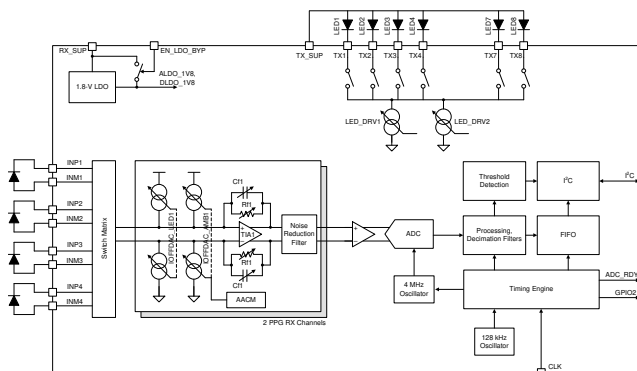 LED1
LED2
LED3
LED4
LED7
LED8
RX_SUP
EN_LDO_BYP
TX_SUP
TX1
TX2
TX3
TX4
TX7
TX8
ALDO_1V8,
DLDO_1V8
1.8-V LDO
LED_DRV1
LED_DRV2
INP1
INM1
INP2
INM2
INP3
INM3
INP4
INM4
Switch Matrix
IOFFDAC_LED1
IOFFDAC_AMB1
Cf1
Rf1
TIA1
Rf1
Cf1
AACM
Noise
Reduction
Filter
2 PPG RX Channels
ADC
4 MHz
Oscillator
Threshold
Detection
I²C
I²C
Processing,
Decimation Filters
FIFO
Timing Engine
ADC_RDY
GPIO2
128 kHz
Oscillator
CLK